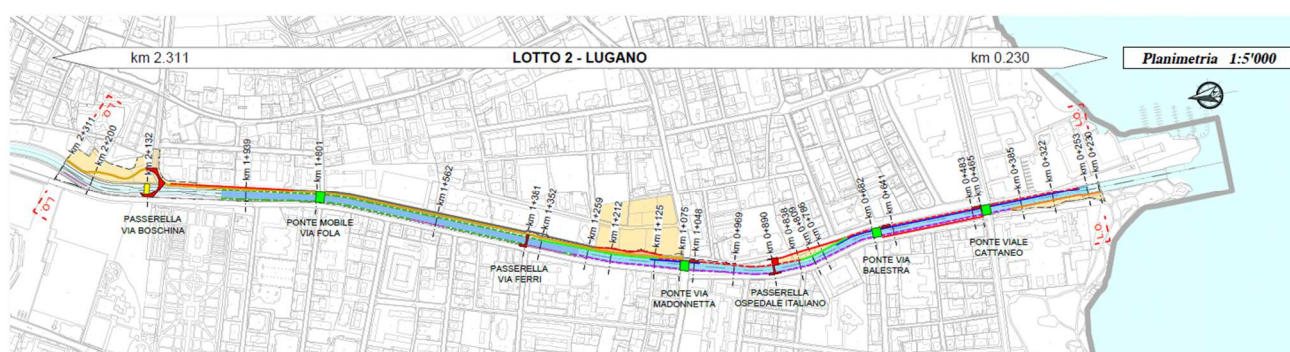 km 2.311
LOTTO 2 - LUGANO
km 0.230
Planimetria 1:5'000
km 2+311
km 2+200
km 2+132
km 1+939
km 1+801
km 1+562
km 1+381
km 1+352
km 1+259
km 1+212
km 1+125
km 1+075
km 1+048
km 0+969
km 0+890
km 0+838
km 0+809
km 0+786
km 0+682
km 0+641
km 0+483
km 0+465
km 0+385
km 0+322
km 0+253
km 0+230
PASSERELLA
VIA BOSCHINA
PONTE MOBILE
VIA FOLA
PASSERELLA
VIA FERRI
PONTE VIA
MADONNETTA
PASSERELLA
OSPEDALE ITALIANO
PONTE VIA
BALESTRA
PONTE VIALE
CATTANEO